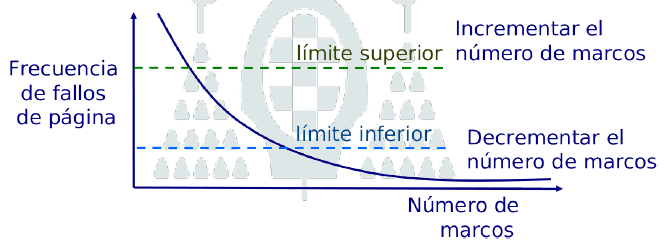 Incrementar el
número de marcos
límite superior
Frecuencia
de fallos
de página
límite inferior
Decrementar el
número de marcos
Número de
marcos